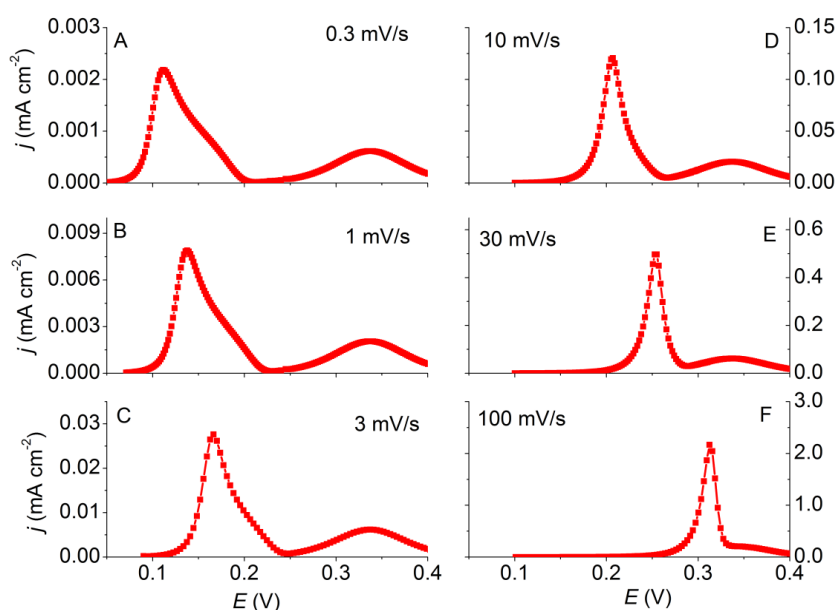 0.003
A
0.3 mV/s
0.002
0.001
0.000
j (mA cm-2)
0.009
B
1 mV/s
0.006
0.003
0.000
j (mA cm-2)
C
3 mV/s
0.03
0.02
0.01
0.00
j (mA cm-2)
0.1 0.2 0.3 0.4
E (V)
10 mV/s
D
0.15
0.10
0.05
0.00
30 mV/s
E
0.6
0.4
0.2
0.0
100 mV/s
F
3.0
2.0
1.0
0.0
0.1 0.2 0.3 0.4
E (V)